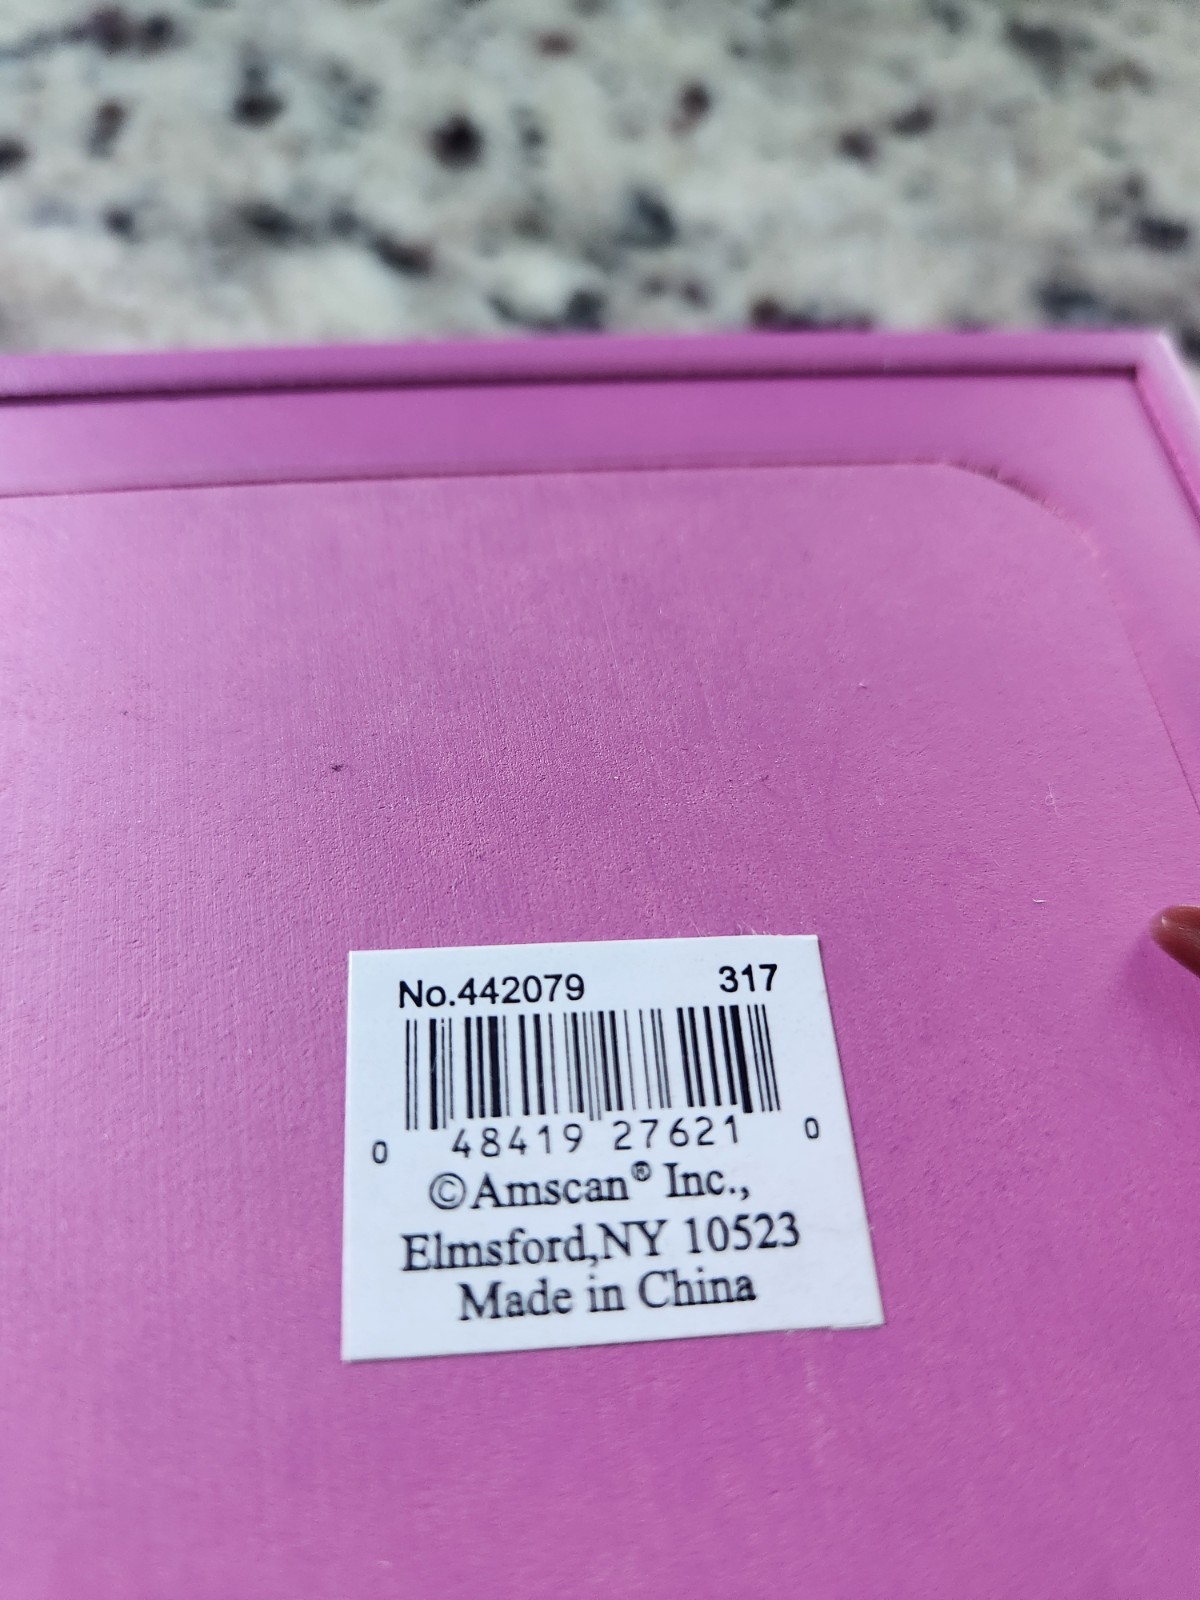 No.442079 317
0 48419 27621 0
©Amscan® Inc.,
Elmsford,NY 10523
Made in China